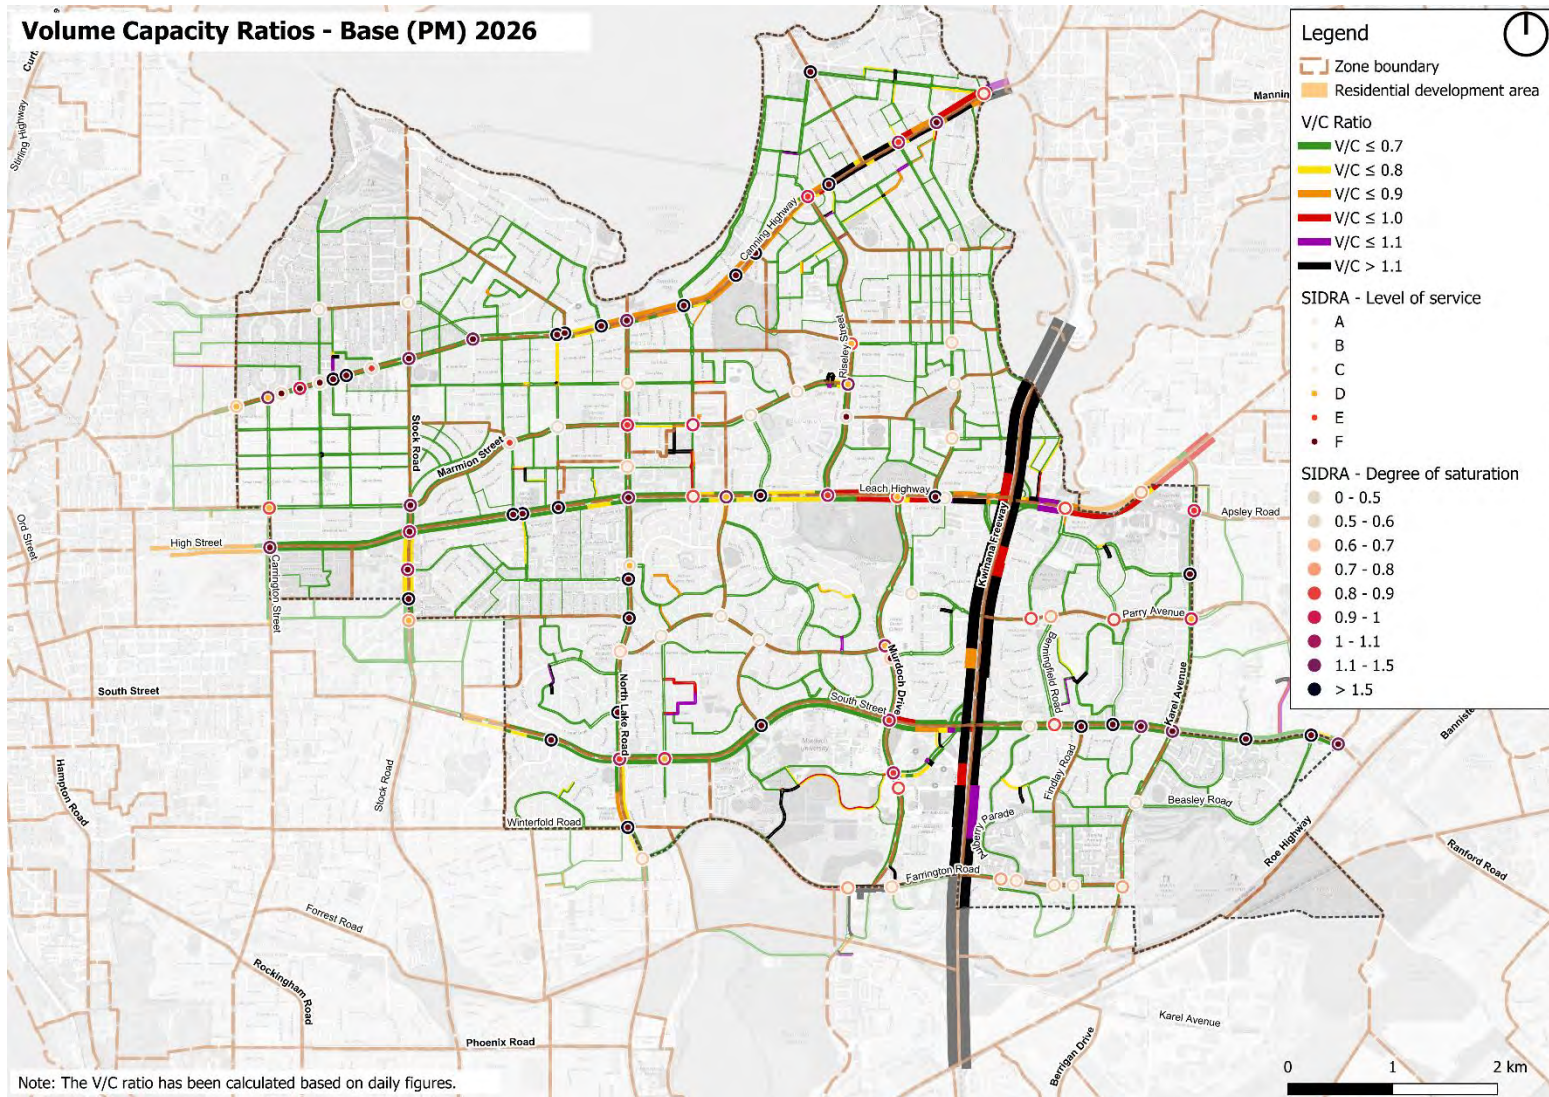 Volume Capacity Ratios - Base (PM) 2026
Legend
Zone boundary
Residential development area
V/C Ratio
V/C ≤ 0.7
V/C ≤ 0.8
V/C ≤ 0.9
V/C ≤ 1.0
V/C ≤ 1.1
V/C > 1.1
SIDRA - Level of service
A
B
C
D
E
F
SIDRA - Degree of saturation
0 - 0.5
0.5 - 0.6
0.6 - 0.7
0.7 - 0.8
0.8 - 0.9
0.9 - 1
1 - 1.1
1.1 - 1.5
> 1.5
Stirling Highway
Mannin
Canning Highway
Riseley Street
Stock Road
Marmion Street
Leach Highway
Kwinana Freeway
Apsley Road
Ord Street
High Street
Carrington Street
Parry Avenue
Benningfield Road
Karel Avenue
Murdoch Drive
South Street
North Lake Road
South Street
Hampton Road
Stock Road
Findlay Road
Beasley Road
Winterfold Road
Farrington Road
Roe Highway
Ranford Road
Forrest Road
Rockingham Road
Phoenix Road
Karel Avenue
Berrigan Drive
Note: The V/C ratio has been calculated based on daily figures.
0 1 2 km